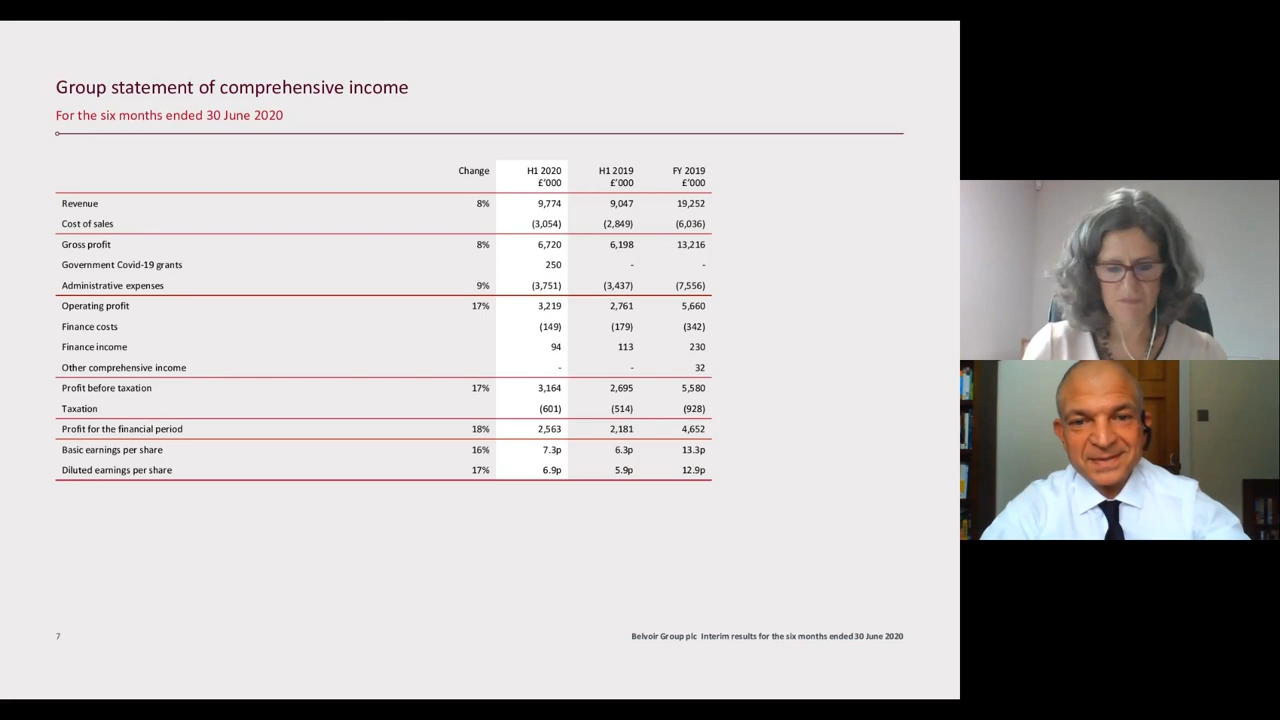 Group statement of comprehensive income
For the six months ended 30 June 2020
Change H1 2020 H1 2019 FY 2019
£'000 £'000 £'000
Revenue 8% 9,774 9,047 19,252
Cost of sales (3,054) (2,849) (6,036)
Gross profit 8% 6,720 6,198 13,216
Government Covid-19 grants 250 - -
Administrative expenses 9% (3,751) (3,437) (7,556)
Operating profit 17% 3,219 2,761 5,660
Finance costs (149) (179) (342)
Finance income 94 113 230
Other comprehensive income - - 32
Profit before taxation 17% 3,164 2,695 5,580
Taxation (601) (514) (928)
Profit for the financial period 18% 2,563 2,181 4,652
Basic earnings per share 16% 7.3p 6.3p 13.3p
Diluted earnings per share 17% 6.9p 5.9p 12.9p
7 Belvoir Group plc Interim results for the six months ended 30 June 2020